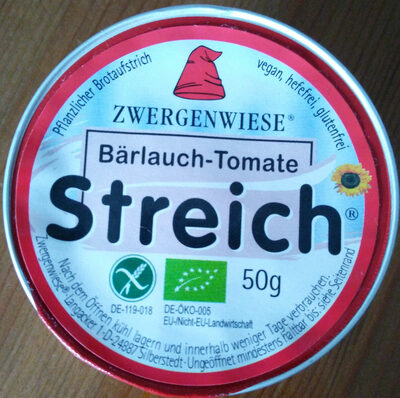 Pflanzlicher Brotaufstrich
vegan, hefefrei, glutenfrei
ZWERGENWIESE®
Bärlauch-Tomate
Streich®
50g
DE-119-018
DE-ÖKO-005
EU-/Nicht-EU-Landwirtschaft
Nach dem Öffnen kühl lagern und innerhalb weniger Tage verbrauchen.
Zwergenwiese® Langacker 1·D-24887 Silberstedt·Ungeöffnet mindestens haltbar bis: siehe Seitenrand